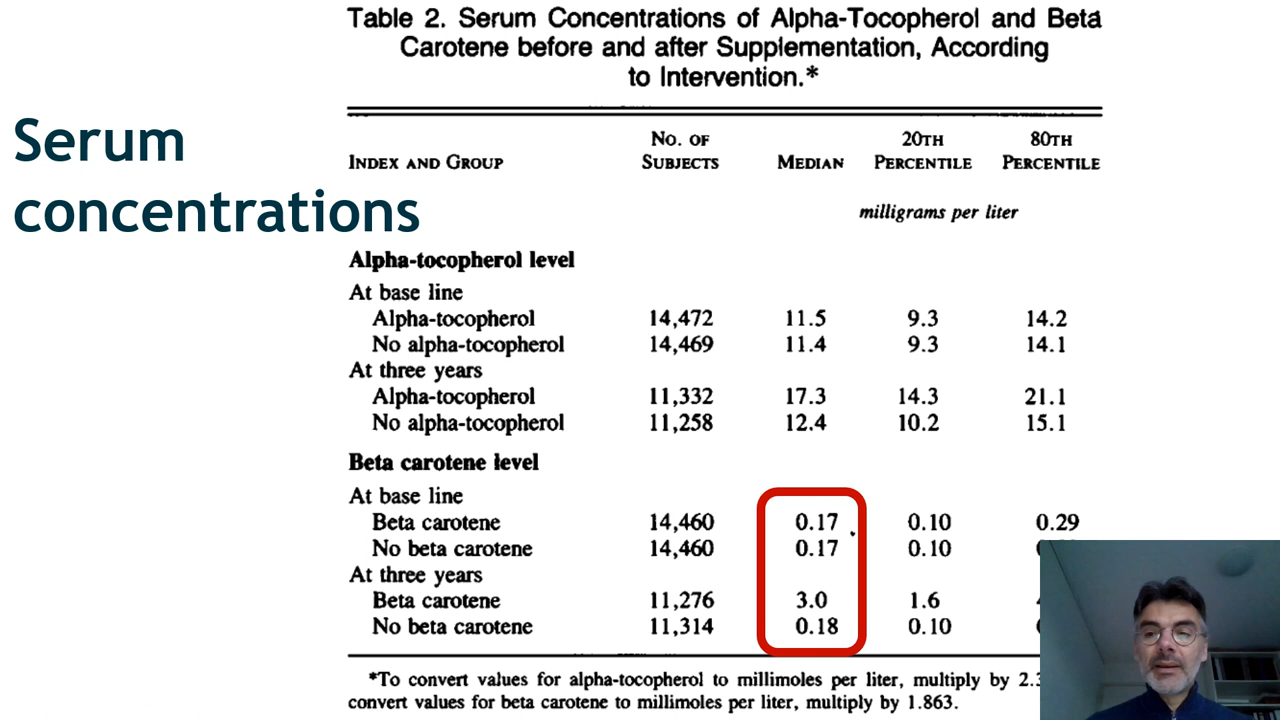 Serum
concentrations
Table 2. Serum Concentrations of Alpha-Tocopherol and Beta
Carotene before and after Supplementation, According
to Intervention.*
INDEX AND GROUP NO. OF SUBJECTS MEDIAN 20TH PERCENTILE 80TH PERCENTILE
milligrams per liter
Alpha-tocopherol level
At base line
Alpha-tocopherol 14,472 11.5 9.3 14.2
No alpha-tocopherol 14,469 11.4 9.3 14.1
At three years
Alpha-tocopherol 11,332 17.3 14.3 21.1
No alpha-tocopherol 11,258 12.4 10.2 15.1
Beta carotene level
At base line
Beta carotene 14,460 0.17 0.10 0.29
No beta carotene 14,460 0.17 0.10
At three years
Beta carotene 11,276 3.0 1.6
No beta carotene 11,314 0.18 0.10
*To convert values for alpha-tocopherol to millimoles per liter, multiply by
convert values for beta carotene to millimoles per liter, multiply by 1.863.